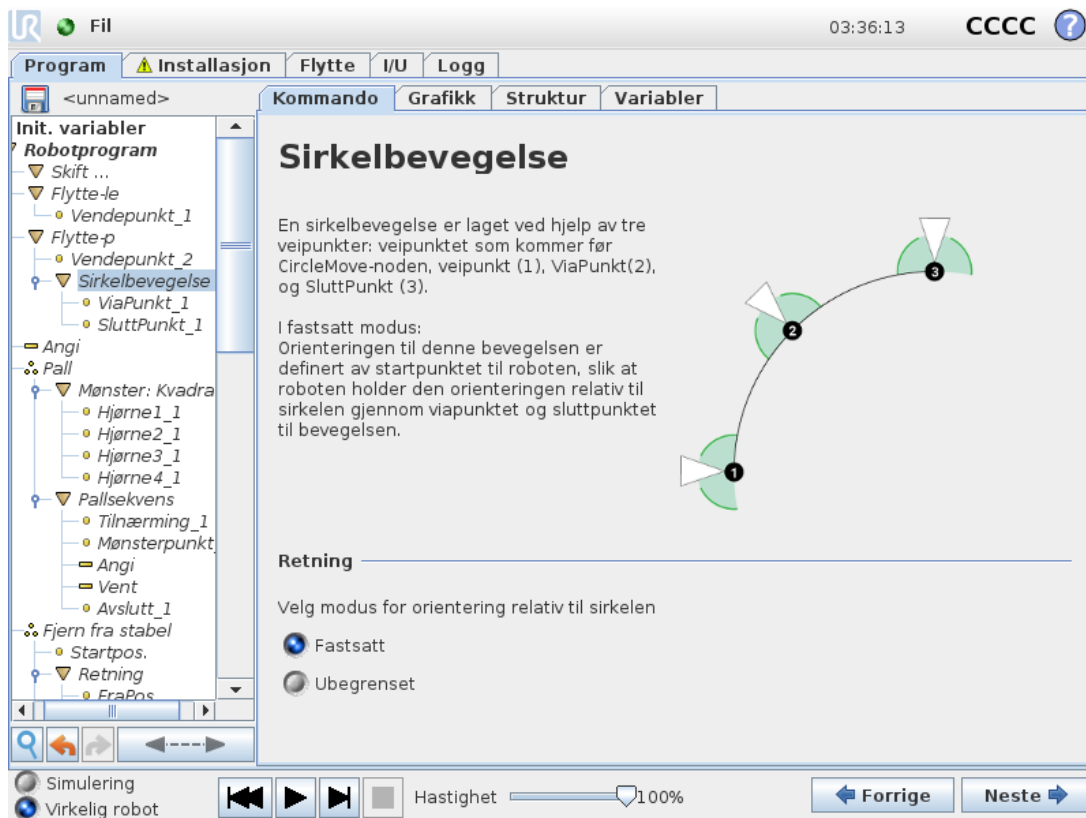 UR Fil 03:36:13 CCCC ?
Program Installasjon Flytte I/U Logg
<unnamed>
Kommando Grafikk Struktur Variabler
Init. variabler
Robotprogram
Skift ...
Flytte-le
Vendepunkt_1
Flytte-p
Vendepunkt_2
Sirkelbevegelse
ViaPunkt_1
SluttPunkt_1
Angi
Pall
Mønster: Kvadra
Hjørne1_1
Hjørne2_1
Hjørne3_1
Hjørne4_1
Pallsekvens
Tilnærming_1
Mønsterpunkt_
Angi
Vent
Avslutt_1
Fjern fra stabel
Startpos.
Retning
FraPos
Sirkelbevegelse
En sirkelbevegelse er laget ved hjelp av tre
veipunkter: veipunktet som kommer før
CircleMove-noden, veipunkt (1), ViaPunkt(2),
og SluttPunkt (3).
I fastsatt modus:
Orienteringen til denne bevegelsen er
definert av startpunktet til roboten, slik at
roboten holder den orienteringen relativ til
sirkelen gjennom viapunktet og sluttpunktet
til bevegelsen.
3
2
1
Retning
Velg modus for orientering relativ til sirkelen
Fastsatt
Ubegrenset
Simulering
Virkelig robot
Hastighet 100%
Forrige Neste